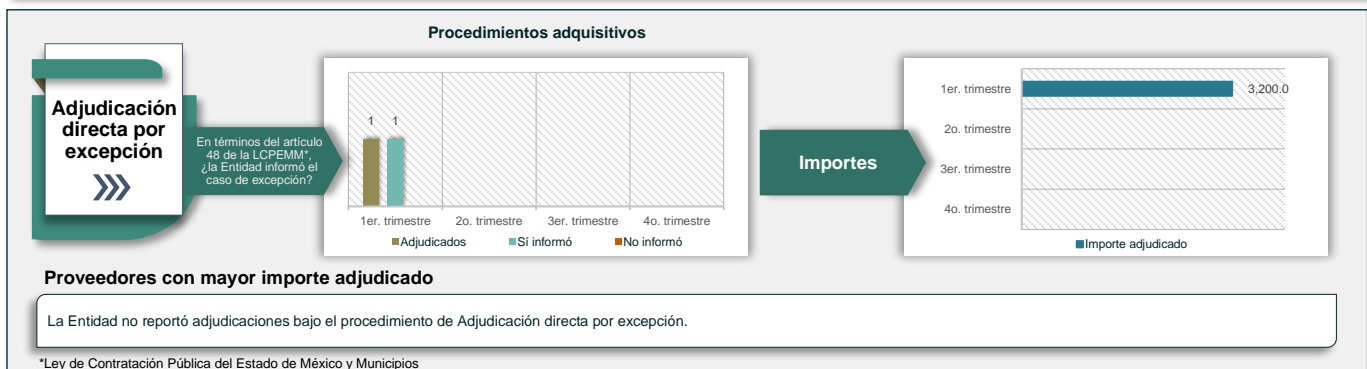 Procedimientos adquisitivos
Adjudicación
directa por
excepción
En términos del artículo
48 de la LCPEMM*,
¿la Entidad informó el
caso de excepción?
1 1
1er. trimestre 2o. trimestre 3er. trimestre 4o. trimestre
Adjudicados Sí informó No informó
Importes
1er. trimestre 3,200.0
2o. trimestre
3er. trimestre
4o. trimestre
Importe adjudicado
Proveedores con mayor importe adjudicado
La Entidad no reportó adjudicaciones bajo el procedimiento de Adjudicación directa por excepción.
*Ley de Contratación Pública del Estado de México y Municipios